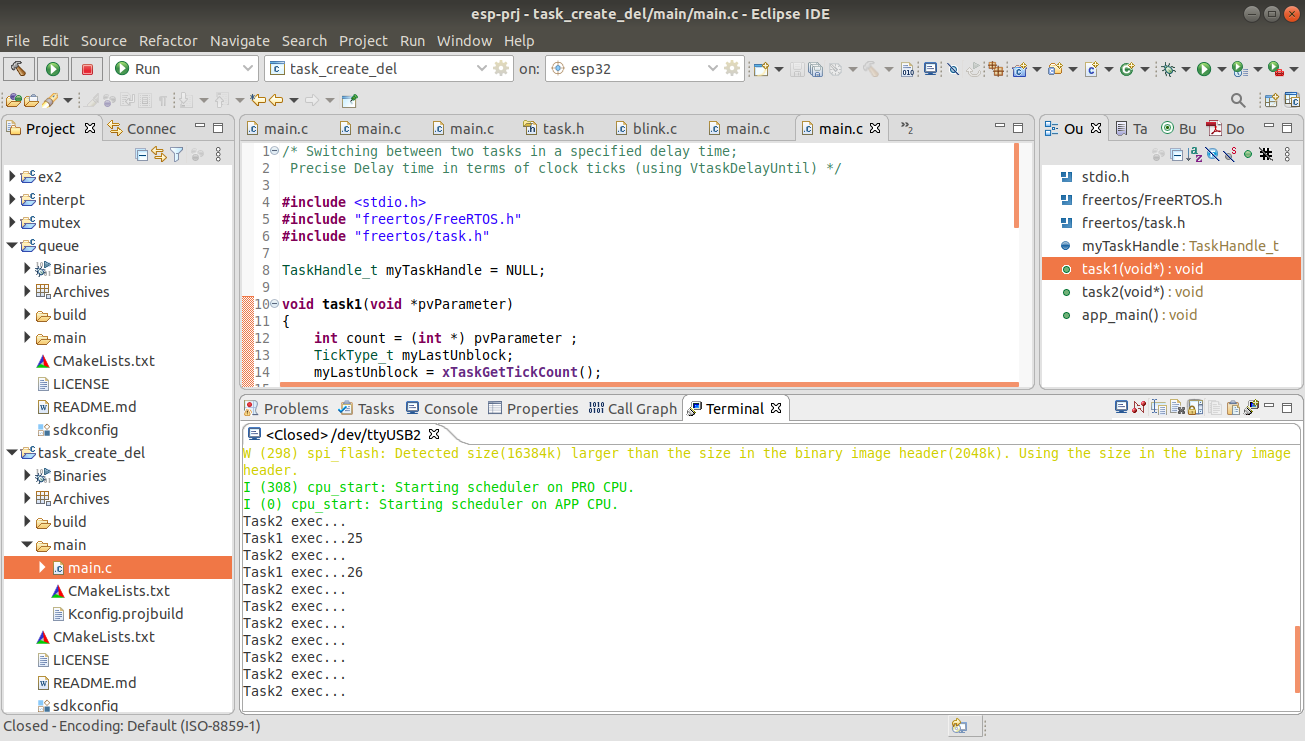 esp-prj - task_create_del/main/main.c - Eclipse IDE
File Edit Source Refactor Navigate Search Project Run Window Help
Run task_create_del on: esp32
Project Connec
ex2
interpt
mutex
queue
Binaries
Archives
build
main
CMakeLists.txt
LICENSE
README.md
sdkconfig
task_create_del
Binaries
Archives
build
main
main.c
CMakeLists.txt
Kconfig.projbuild
CMakeLists.txt
LICENSE
README.md
sdkconfig
main.c main.c main.c task.h blink.c main.c main.c »2
1 /* Switching between two tasks in a specified delay time;
2 Precise Delay time in terms of clock ticks (using VtaskDelayUntil) */
3
4 #include <stdio.h>
5 #include "freertos/FreeRTOS.h"
6 #include "freertos/task.h"
7
8 TaskHandle_t myTaskHandle = NULL;
9
10 void task1(void *pvParameter)
11 {
12 int count = (int *) pvParameter ;
13 TickType_t myLastUnblock;
14 myLastUnblock = xTaskGetTickCount();
Ou Ta Bu Do
stdio.h
freertos/FreeRTOS.h
freertos/task.h
myTaskHandle : TaskHandle_t
task1(void*) : void
task2(void*) : void
app_main() : void
Problems Tasks Console Properties Call Graph Terminal
<Closed> /dev/ttyUSB2
W (298) spi_flash: Detected size(16384k) larger than the size in the binary image header(2048k). Using the size in the binary image
header.
I (308) cpu_start: Starting scheduler on PRO CPU.
I (0) cpu_start: Starting scheduler on APP CPU.
Task2 exec...
Task1 exec...25
Task2 exec...
Task1 exec...26
Task2 exec...
Task2 exec...
Task2 exec...
Task2 exec...
Task2 exec...
Task2 exec...
Task2 exec...
Closed - Encoding: Default (ISO-8859-1)